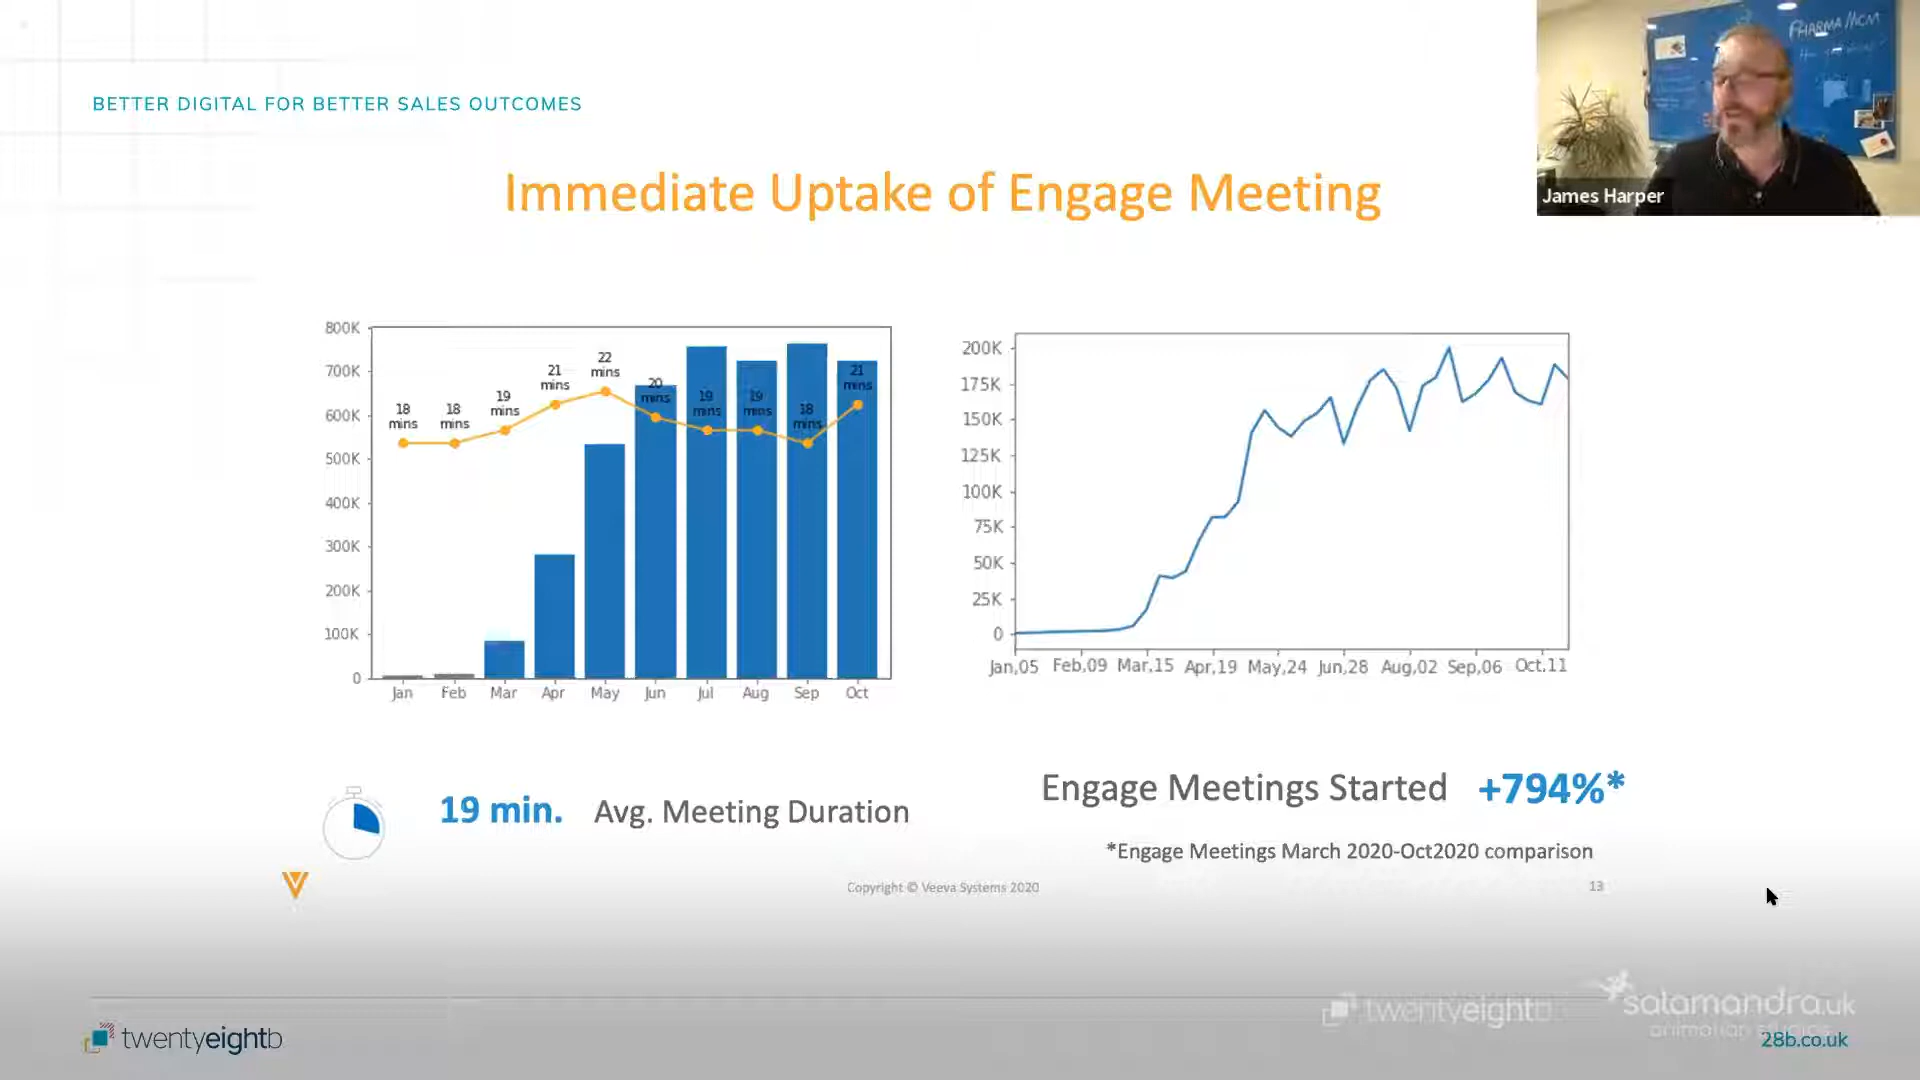 BETTER DIGITAL FOR BETTER SALES OUTCOMES
PHARMA MCM
James Harper
Immediate Uptake of Engage Meeting
800K
700K
600K
500K
400K
300K
200K
100K
0
18 mins
18 mins
19 mins
21 mins
22 mins
20 mins
19 mins
19 mins
18 mins
21 mins
Jan Feb Mar Apr May Jun Jul Aug Sep Oct
200K
175K
150K
125K
100K
75K
50K
25K
0
Jan,05 Feb,09 Mar,15 Apr,19 May,24 Jun,28 Aug,02 Sep,06 Oct,11
19 min. Avg. Meeting Duration
Engage Meetings Started +794%*
*Engage Meetings March 2020-Oct2020 comparison
Copyright © Veeva Systems 2020
13
twentyeightb
salamandra.uk
animation studios
twentyeightb
28b.co.uk